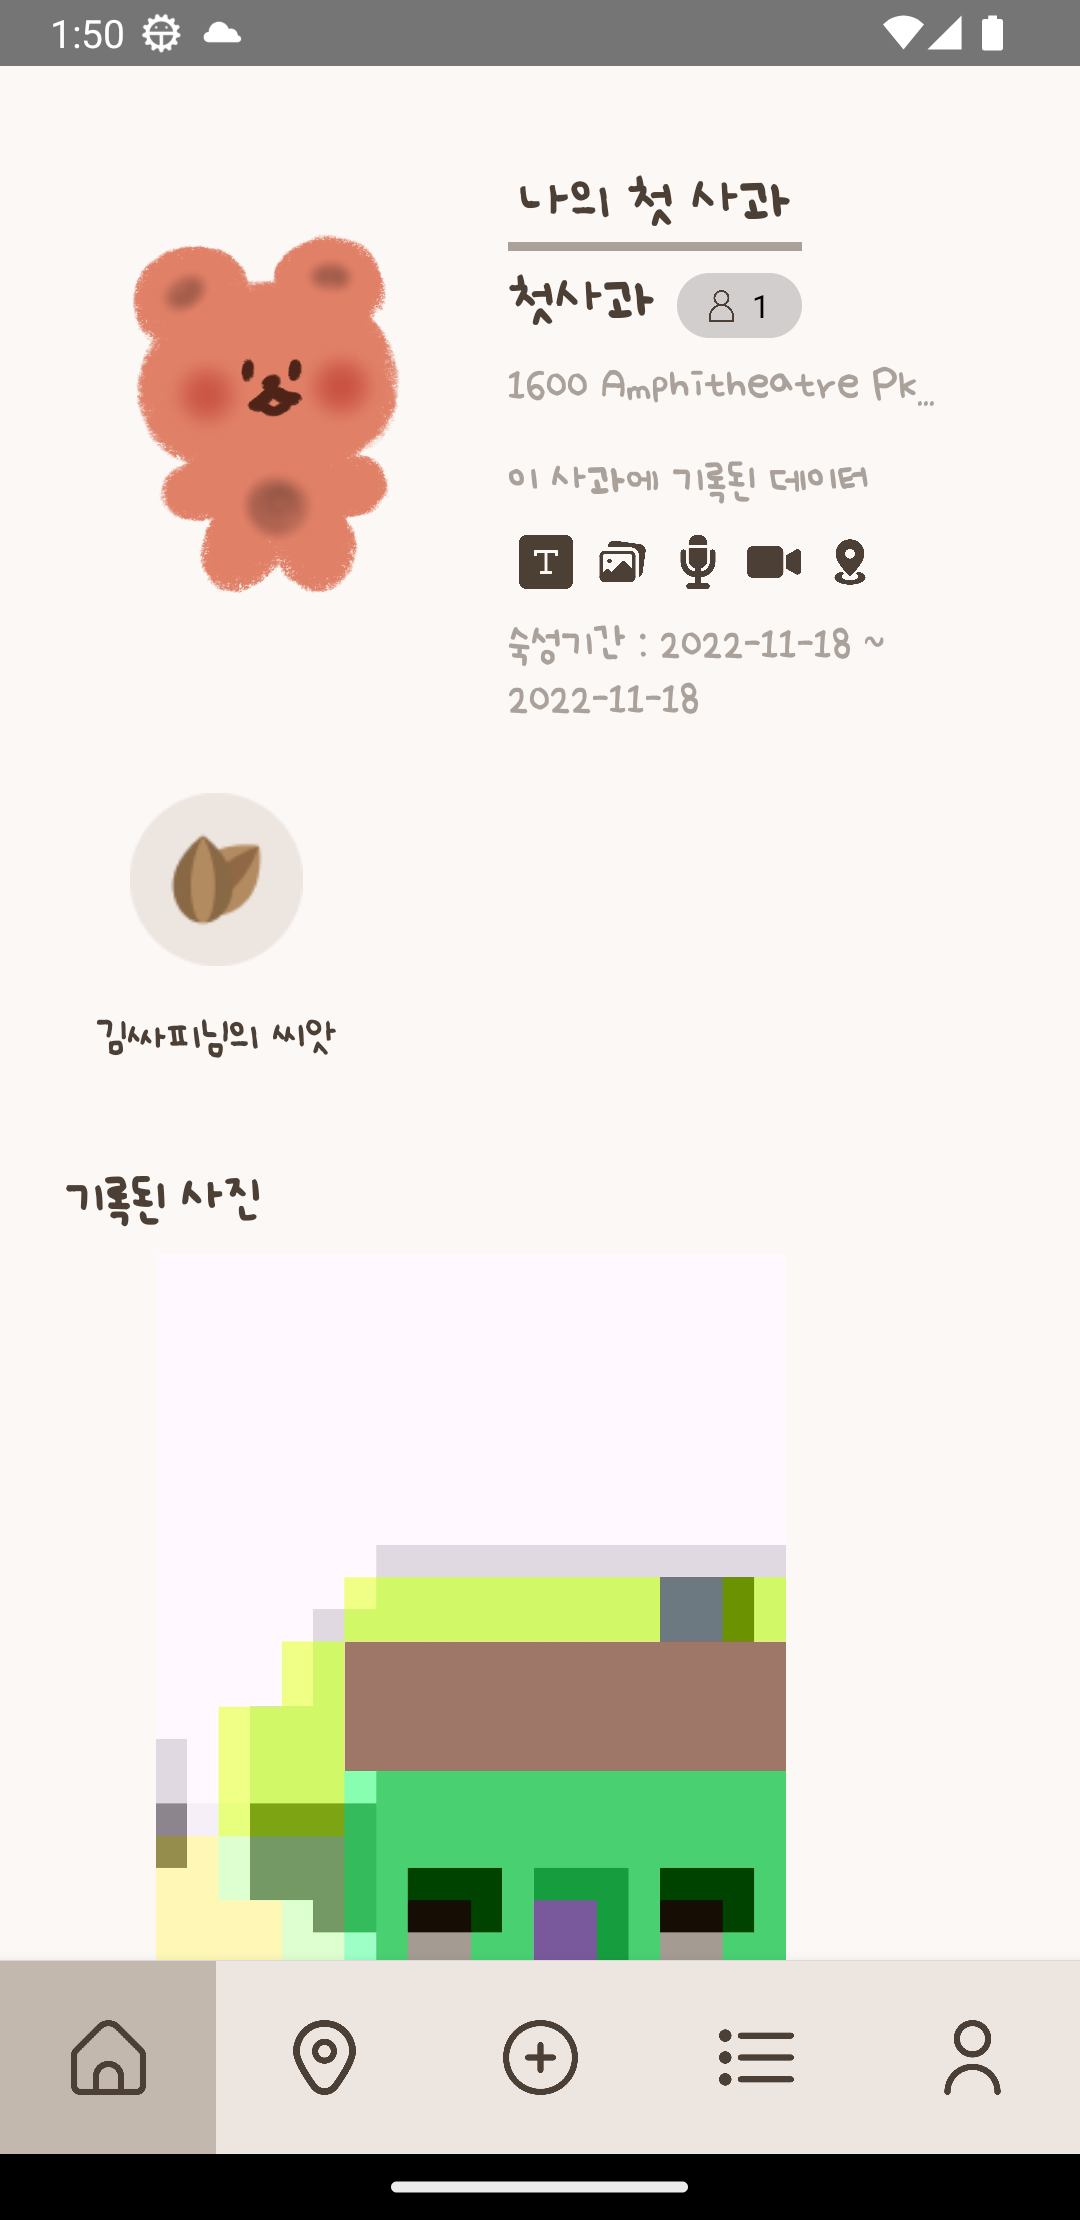 1:50
나의 첫 사과
첫사과 1
1600 Amphitheatre Pk...
이 사과에 기록된 데이터
T
숙성기간 : 2022-11-18 ~
2022-11-18
김싸피님의 씨앗
기록된 사진